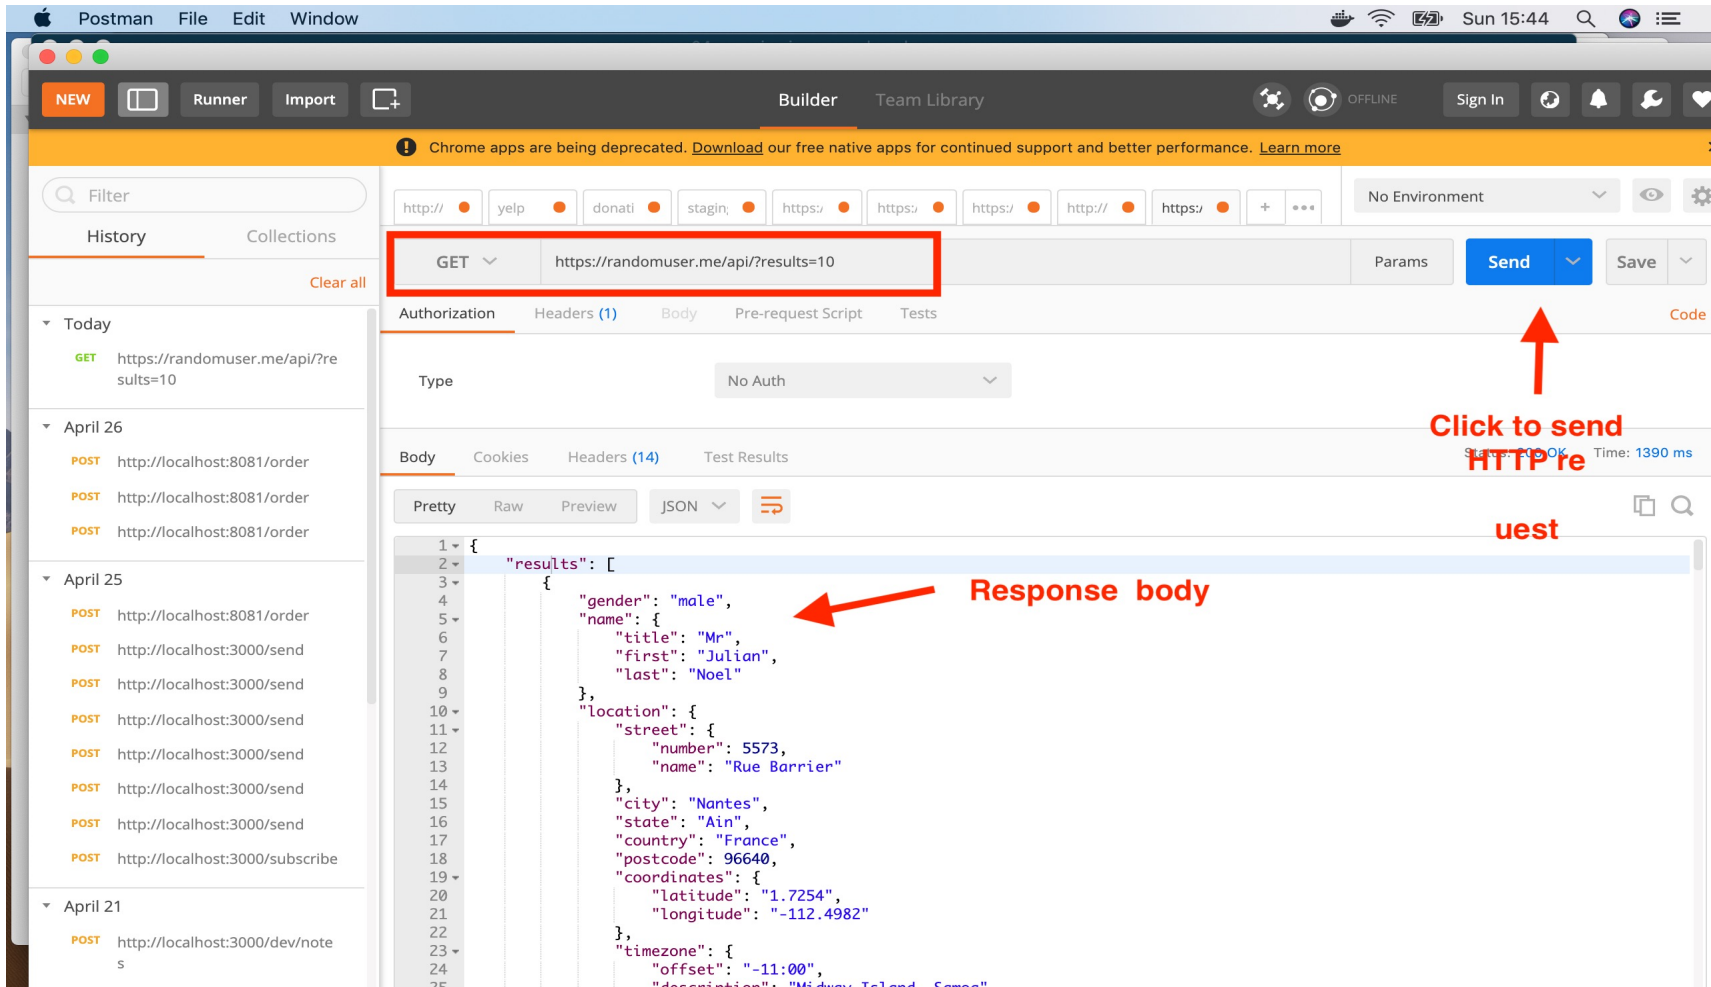 Postman File Edit Window Sun 15:44
NEW Runner Import Builder Team Library OFFLINE Sign In
Chrome apps are being deprecated. Download our free native apps for continued support and better performance. Learn more
Filter
History Collections
Clear all
Today
GET https://randomuser.me/api/?re
sults=10
April 26
POST http://localhost:8081/order
POST http://localhost:8081/order
POST http://localhost:8081/order
April 25
POST http://localhost:8081/order
POST http://localhost:3000/send
POST http://localhost:3000/send
POST http://localhost:3000/send
POST http://localhost:3000/send
POST http://localhost:3000/send
POST http://localhost:3000/send
POST http://localhost:3000/subscribe
April 21
POST http://localhost:3000/dev/note
s
http:// yelp donati stagin; https:/ https:/ https:/ http:// https:/ + •••
No Environment
GET https://randomuser.me/api/?results=10 Params Send Save
Authorization Headers (1) Body Pre-request Script Tests Code
Type No Auth
Click to send
HTTP re
uest
Body Cookies Headers (14) Test Results Status: 200 OK Time: 1390 ms
Pretty Raw Preview JSON
Response body
1 {
2 "results": [
3 {
4 "gender": "male",
5 "name": {
6 "title": "Mr",
7 "first": "Julian",
8 "last": "Noel"
9 },
10 "location": {
11 "street": {
12 "number": 5573,
13 "name": "Rue Barrier"
14 },
15 "city": "Nantes",
16 "state": "Ain",
17 "country": "France",
18 "postcode": 96640,
19 "coordinates": {
20 "latitude": "1.7254",
21 "longitude": "-112.4982"
22 },
23 "timezone": {
24 "offset": "-11:00",
25 "description": "Midway Island, Samoa"